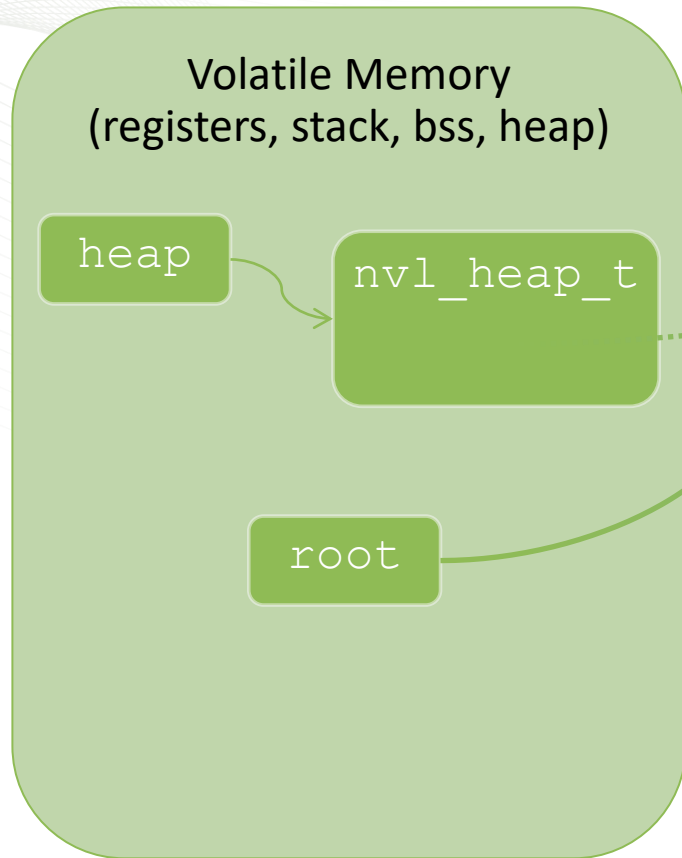 Volatile Memory
(registers, stack, bss, heap)
heap
nvl_heap_t
root